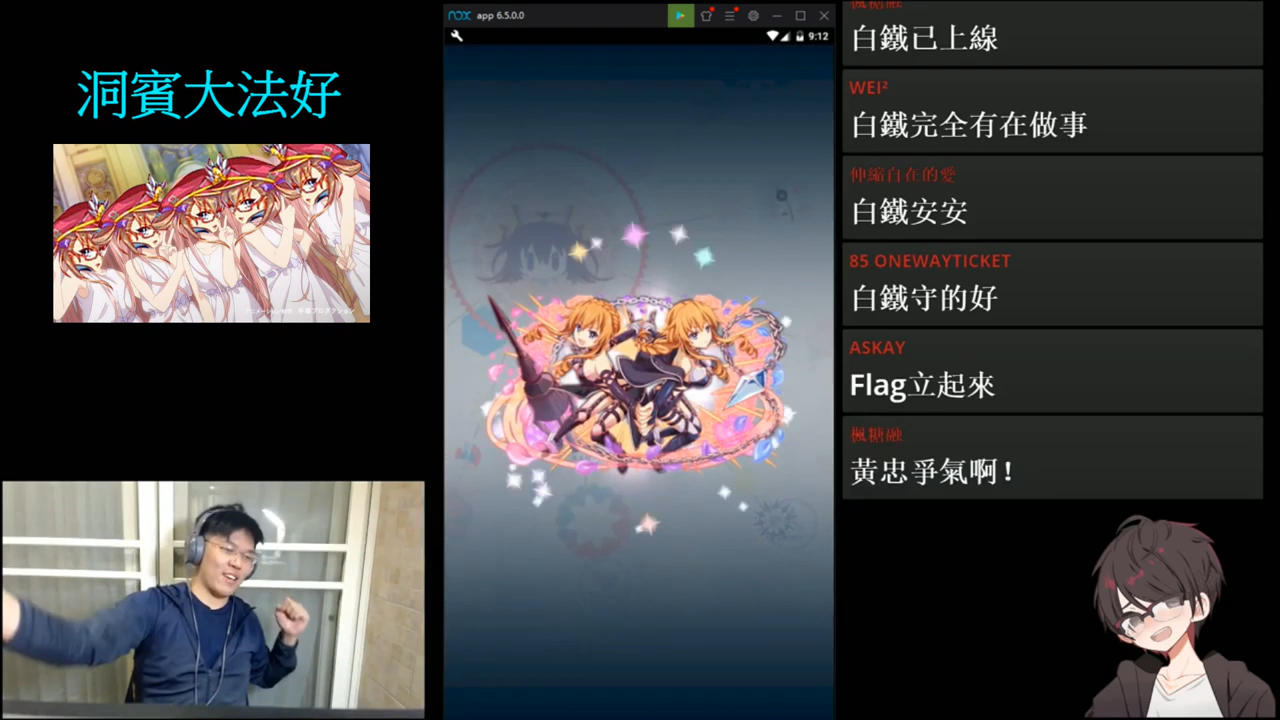 洞賓大法好
nox app 6.5.0.0
9:12
楓糖融
白鐵已上線
WEI²
白鐵完全有在做事
伸縮自在的愛
白鐵安安
85 ONEWAYTICKET
白鐵守的好
ASKAY
Flag立起來
楓糖融
黃忠爭氣啊！